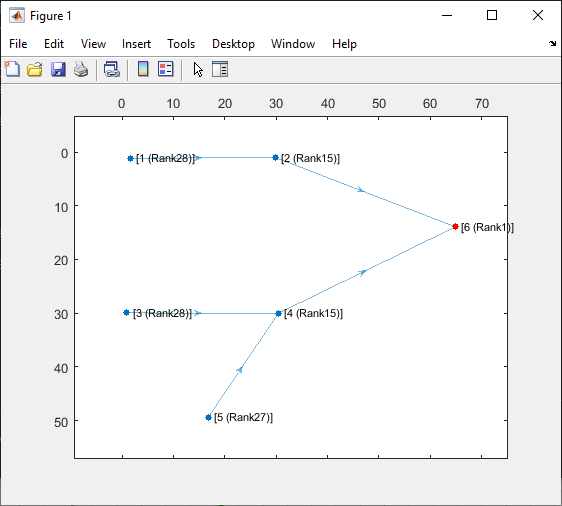 Figure 1
File Edit View Insert Tools Desktop Window Help
0 10 20 30 40 50 60 70
0
[1 (Rank28)] [2 (Rank15)]
10
[6 (Rank1)]
20
30
[3 (Rank28)] [4 (Rank15)]
40
50
[5 (Rank27)]